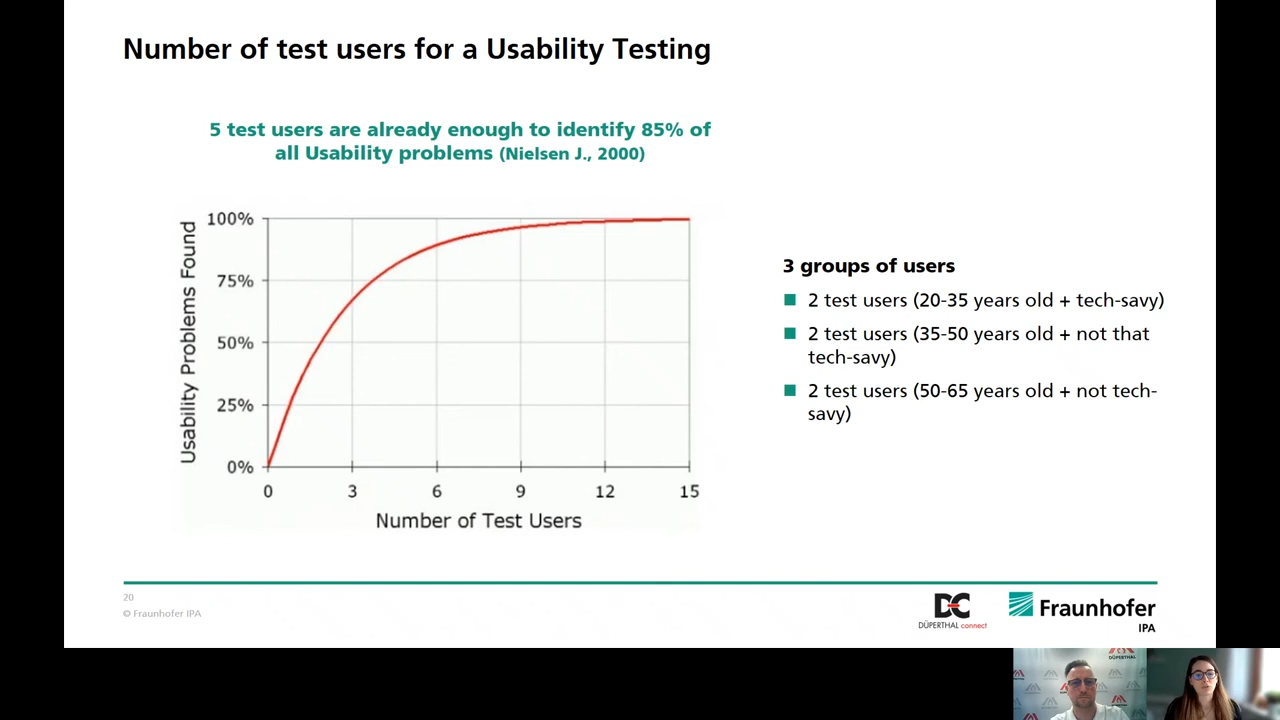 Number of test users for a Usability Testing
5 test users are already enough to identify 85% of
all Usability problems (Nielsen J., 2000)
Usability Problems Found
100%
75%
50%
25%
0%
0 3 6 9 12 15
Number of Test Users
3 groups of users
2 test users (20-35 years old + tech-savy)
2 test users (35-50 years old + not that
tech-savy)
2 test users (50-65 years old + not tech-
savy)
20
© Fraunhofer IPA
DC
DÜPERTHAL connect
Fraunhofer
IPA
DÜPERTHAL